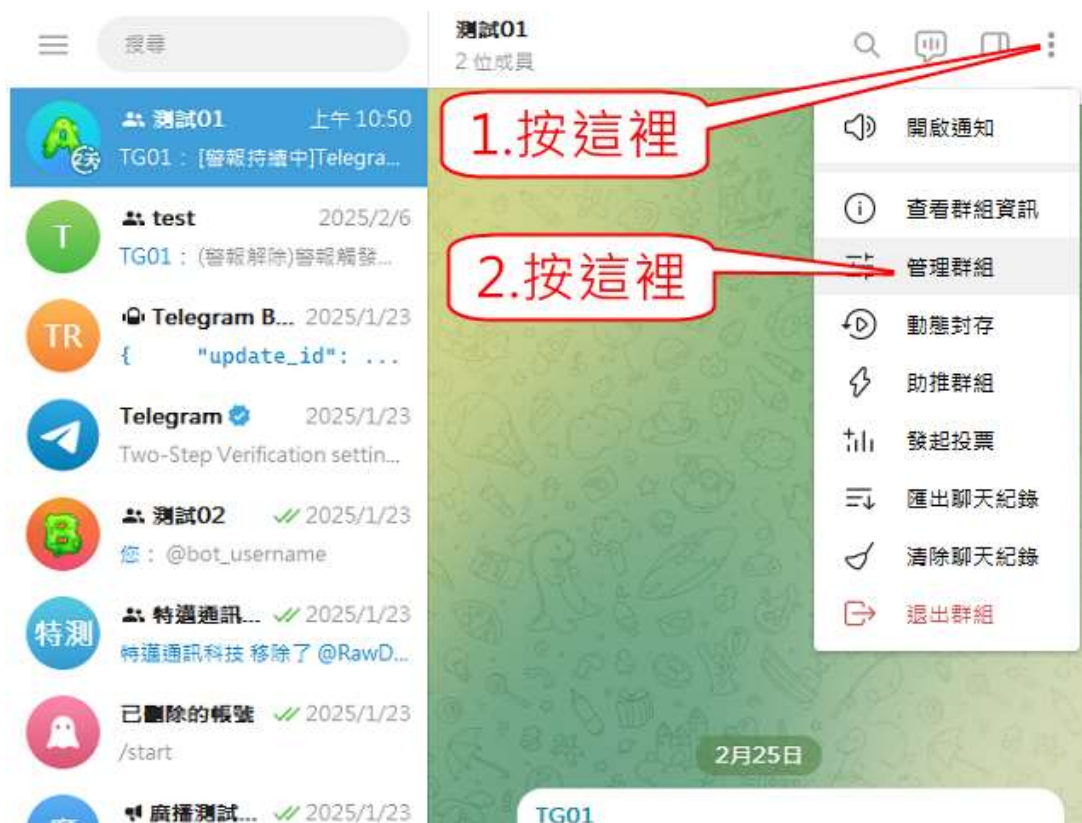 搜尋
測試01
2 位成員
測試01
上午 10:50
TG01： [警報持續中]Telegra...
2天
T
test
2025/2/6
TG01： (警報解除)警報觸發...
TR
Telegram B...
2025/1/23
{ "update_id": ...
Telegram
2025/1/23
Two-Step Verification settin...
測試02
2025/1/23
您： @bot_username
特測
特邁通訊...
2025/1/23
特邁通訊科技 移除了 @RawD...
已刪除的帳號
2025/1/23
/start
廣播測試...
2025/1/23
1.按這裡
2.按這裡
開啟通知
查看群組資訊
管理群組
動態封存
助推群組
發起投票
匯出聊天紀錄
清除聊天紀錄
退出群組
2月25日
TG01